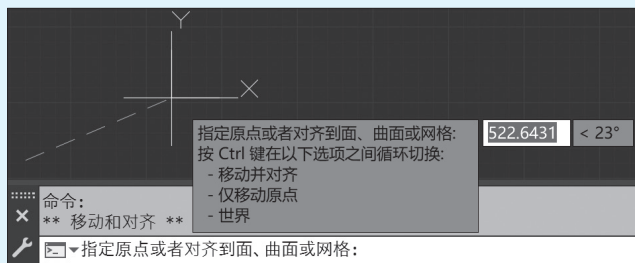 Y
X
指定原点或者对齐到面、曲面或网格: 522.6431 < 23°
按 Ctrl 键在以下选项之间循环切换:
- 移动并对齐
- 仅移动原点
- 世界
命令:
** 移动和对齐 **
指定原点或者对齐到面、曲面或网格: